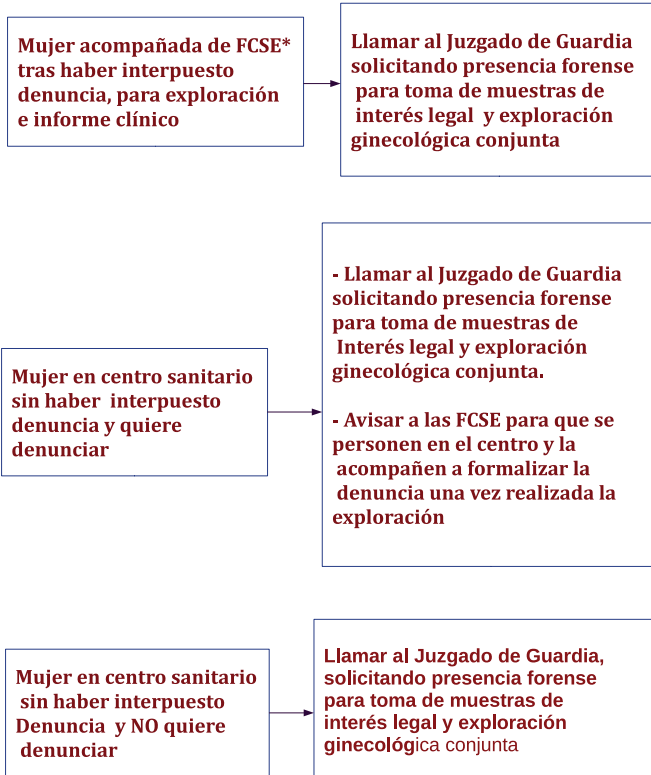 Mujer acompañada de FCSE*
tras haber interpuesto
denuncia, para exploración
e informe clínico
Llamar al Juzgado de Guardia
solicitando presencia forense
para toma de muestras de
interés legal y exploración
ginecológica conjunta
Mujer en centro sanitario
sin haber interpuesto
denuncia y quiere
denunciar
- Llamar al Juzgado de Guardia
solicitando presencia forense
para toma de muestras de
Interés legal y exploración
ginecológica conjunta.
- Avisar a las FCSE para que se
personen en el centro y la
acompañen a formalizar la
denuncia una vez realizada la
exploración
Mujer en centro sanitario
sin haber interpuesto
Denuncia y NO quiere
denunciar
Llamar al Juzgado de Guardia,
solicitando presencia forense
para toma de muestras de
interés legal y exploración
ginecológica conjunta